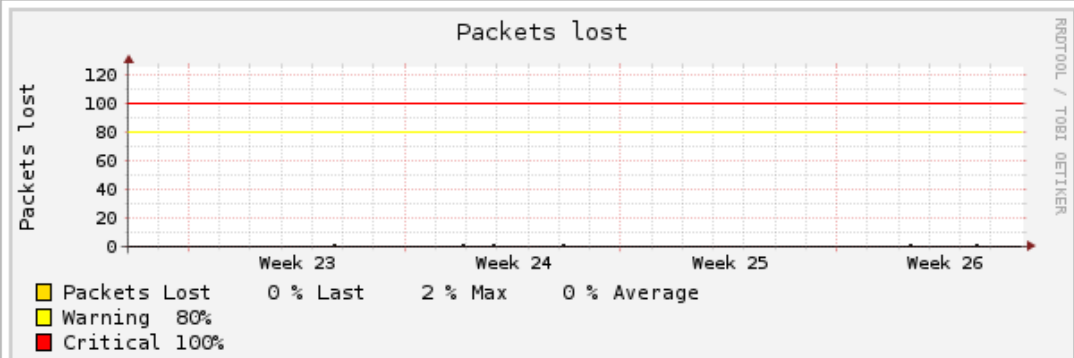 Packets lost
RRDTOOL / TOBI OETIKER
Packets lost
120
100
80
60
40
20
0
Week 23 Week 24 Week 25 Week 26
Packets Lost 0 % Last 2 % Max 0 % Average
Warning 80%
Critical 100%